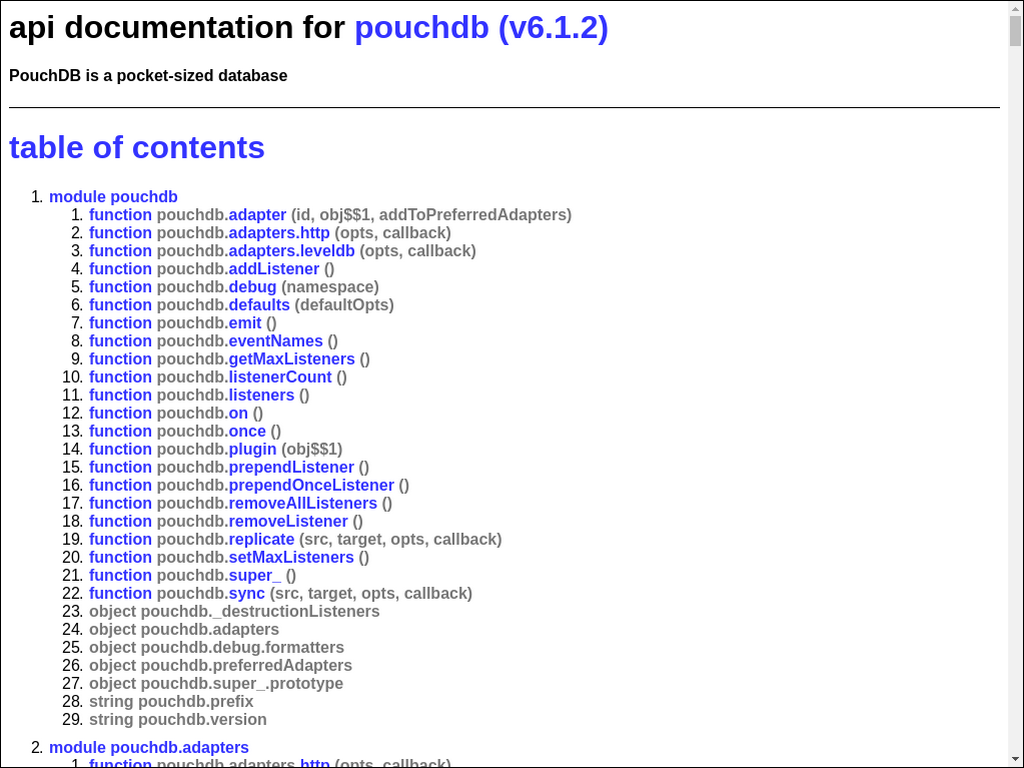 api documentation for pouchdb (v6.1.2)
PouchDB is a pocket-sized database
table of contents
1. module pouchdb
1. function pouchdb.adapter (id, obj$$1, addToPreferredAdapters)
2. function pouchdb.adapters.http (opts, callback)
3. function pouchdb.adapters.leveldb (opts, callback)
4. function pouchdb.addListener ()
5. function pouchdb.debug (namespace)
6. function pouchdb.defaults (defaultOpts)
7. function pouchdb.emit ()
8. function pouchdb.eventNames ()
9. function pouchdb.getMaxListeners ()
10. function pouchdb.listenerCount ()
11. function pouchdb.listeners ()
12. function pouchdb.on ()
13. function pouchdb.once ()
14. function pouchdb.plugin (obj$$1)
15. function pouchdb.prependListener ()
16. function pouchdb.prependOnceListener ()
17. function pouchdb.removeAllListeners ()
18. function pouchdb.removeListener ()
19. function pouchdb.replicate (src, target, opts, callback)
20. function pouchdb.setMaxListeners ()
21. function pouchdb.super_ ()
22. function pouchdb.sync (src, target, opts, callback)
23. object pouchdb._destructionListeners
24. object pouchdb.adapters
25. object pouchdb.debug.formatters
26. object pouchdb.preferredAdapters
27. object pouchdb.super_.prototype
28. string pouchdb.prefix
29. string pouchdb.version
2. module pouchdb.adapters
1. function pouchdb.adapters.http (opts, callback)